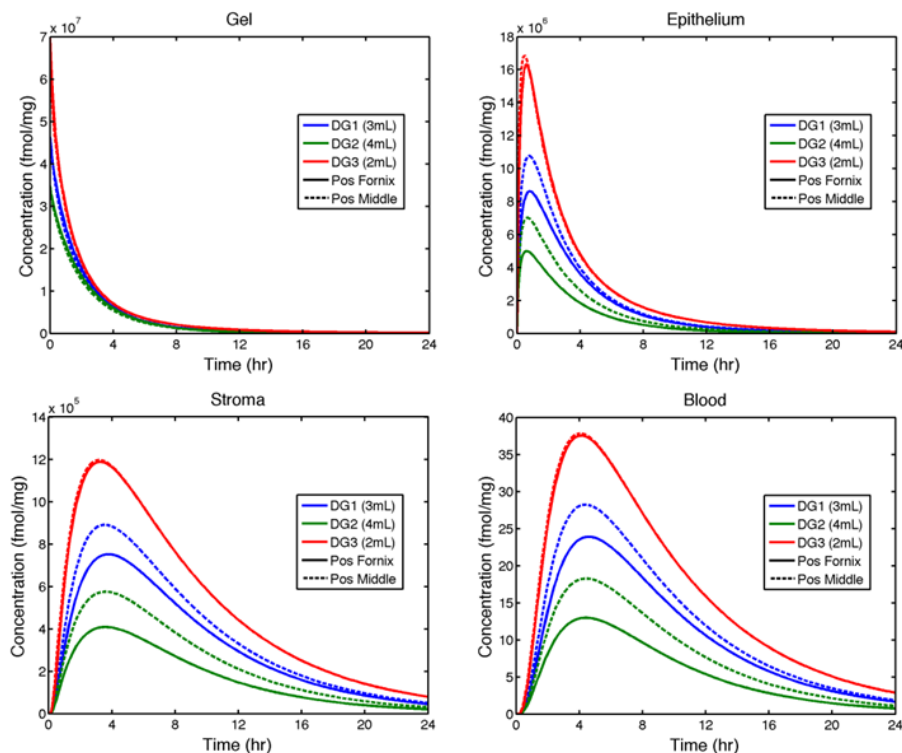 Gel
x 10⁷
7
6
5
4
3
2
1
0
Concentration (fmol/mg)
0 4 8 12 16 20 24
Time (hr)
DG1 (3mL)
DG2 (4mL)
DG3 (2mL)
Pos Fornix
Pos Middle
Epithelium
x 10⁶
18
16
14
12
10
8
6
4
2
0
Concentration (fmol/mg)
0 4 8 12 16 20 24
Time (hr)
DG1 (3mL)
DG2 (4mL)
DG3 (2mL)
Pos Fornix
Pos Middle
Stroma
14 x 10⁵
12
10
8
6
4
2
0
Concentration (fmol/mg)
0 4 8 12 16 20 24
Time (hr)
DG1 (3mL)
DG2 (4mL)
DG3 (2mL)
Pos Fornix
Pos Middle
Blood
40
35
30
25
20
15
10
5
0
Concentration (fmol/mg)
0 4 8 12 16 20 24
Time (hr)
DG1 (3mL)
DG2 (4mL)
DG3 (2mL)
Pos Fornix
Pos Middle